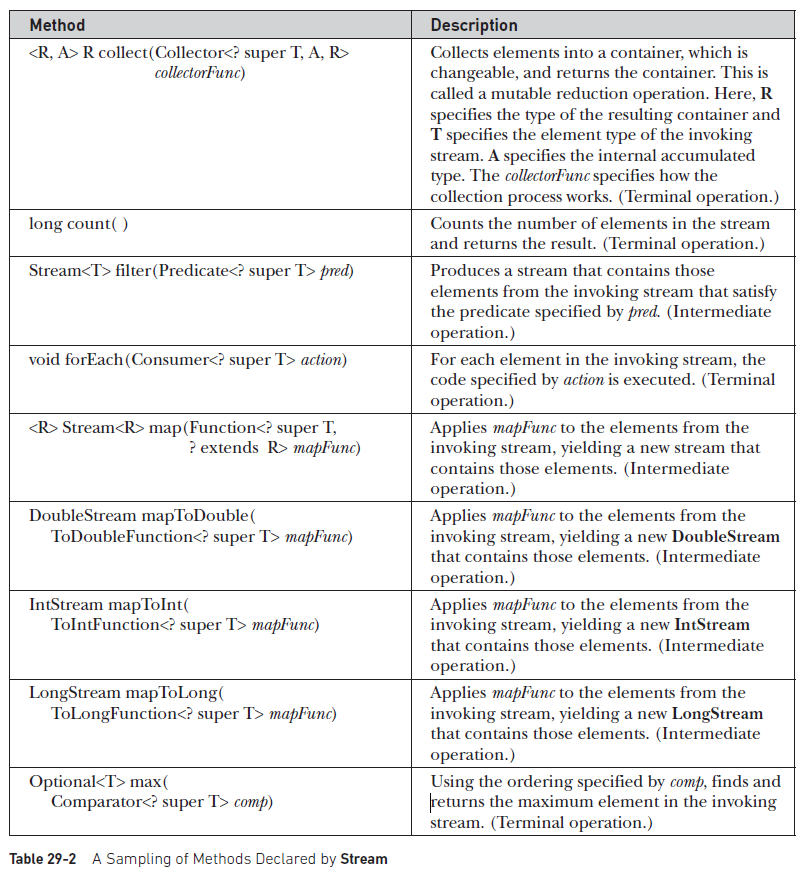 Method Description
<R, A> R collect(Collector<? super T, A, R>
collectorFunc)
Collects elements into a container, which is
changeable, and returns the container. This is
called a mutable reduction operation. Here, R
specifies the type of the resulting container and
T specifies the element type of the invoking
stream. A specifies the internal accumulated
type. The collectorFunc specifies how the
collection process works. (Terminal operation.)
long count( )
Counts the number of elements in the stream
and returns the result. (Terminal operation.)
Stream<T> filter(Predicate<? super T> pred)
Produces a stream that contains those
elements from the invoking stream that satisfy
the predicate specified by pred. (Intermediate
operation.)
void forEach(Consumer<? super T> action)
For each element in the invoking stream, the
code specified by action is executed. (Terminal
operation.)
<R> Stream<R> map(Function<? super T,
? extends R> mapFunc)
Applies mapFunc to the elements from the
invoking stream, yielding a new stream that
contains those elements. (Intermediate
operation.)
DoubleStream mapToDouble(
ToDoubleFunction<? super T> mapFunc)
Applies mapFunc to the elements from the
invoking stream, yielding a new DoubleStream
that contains those elements. (Intermediate
operation.)
IntStream mapToInt(
ToIntFunction<? super T> mapFunc)
Applies mapFunc to the elements from the
invoking stream, yielding a new IntStream
that contains those elements. (Intermediate
operation.)
LongStream mapToLong(
ToLongFunction<? super T> mapFunc)
Applies mapFunc to the elements from the
invoking stream, yielding a new LongStream
that contains those elements. (Intermediate
operation.)
Optional<T> max(
Comparator<? super T> comp)
Using the ordering specified by comp, finds and
returns the maximum element in the invoking
stream. (Terminal operation.)
Table 29-2 A Sampling of Methods Declared by Stream